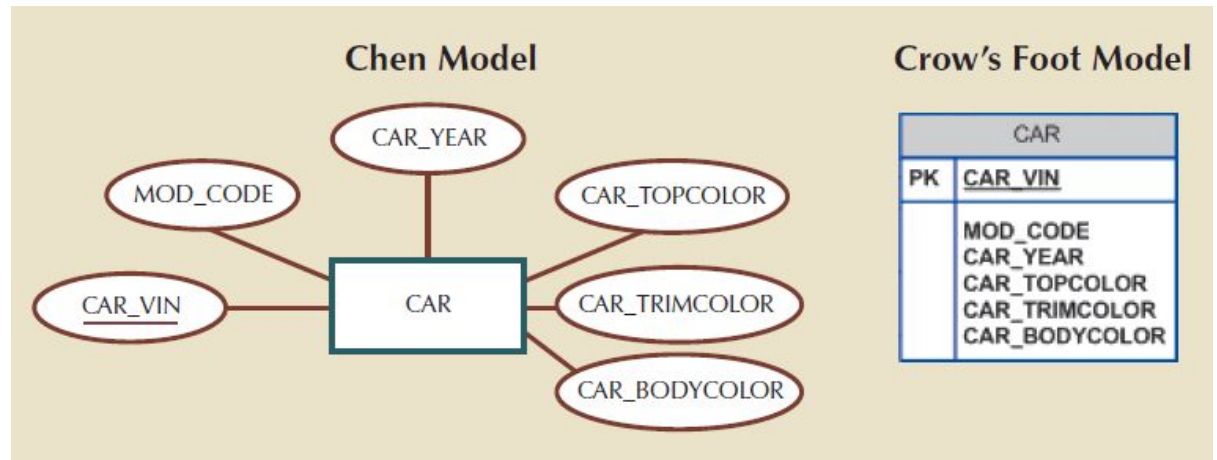 Chen Model
CAR_YEAR
MOD_CODE
CAR_TOPCOLOR
CAR_VIN
CAR
CAR_TRIMCOLOR
CAR_BODYCOLOR
Crow's Foot Model
CAR
PK CAR_VIN
MOD_CODE
CAR_YEAR
CAR_TOPCOLOR
CAR_TRIMCOLOR
CAR_BODYCOLOR